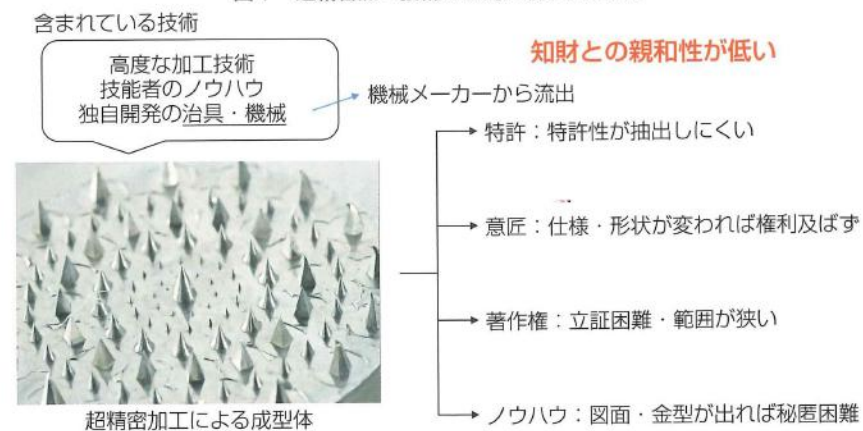 含まれている技術
高度な加工技術
技能者のノウハウ
独自開発の治具・機械
機械メーカーから流出
知財との親和性が低い
特許：特許性が抽出しにくい
意匠：仕様・形状が変われば権利及ばず
著作権：立証困難・範囲が狭い
ノウハウ：図面・金型が出れば秘匿困難
超精密加工による成型体